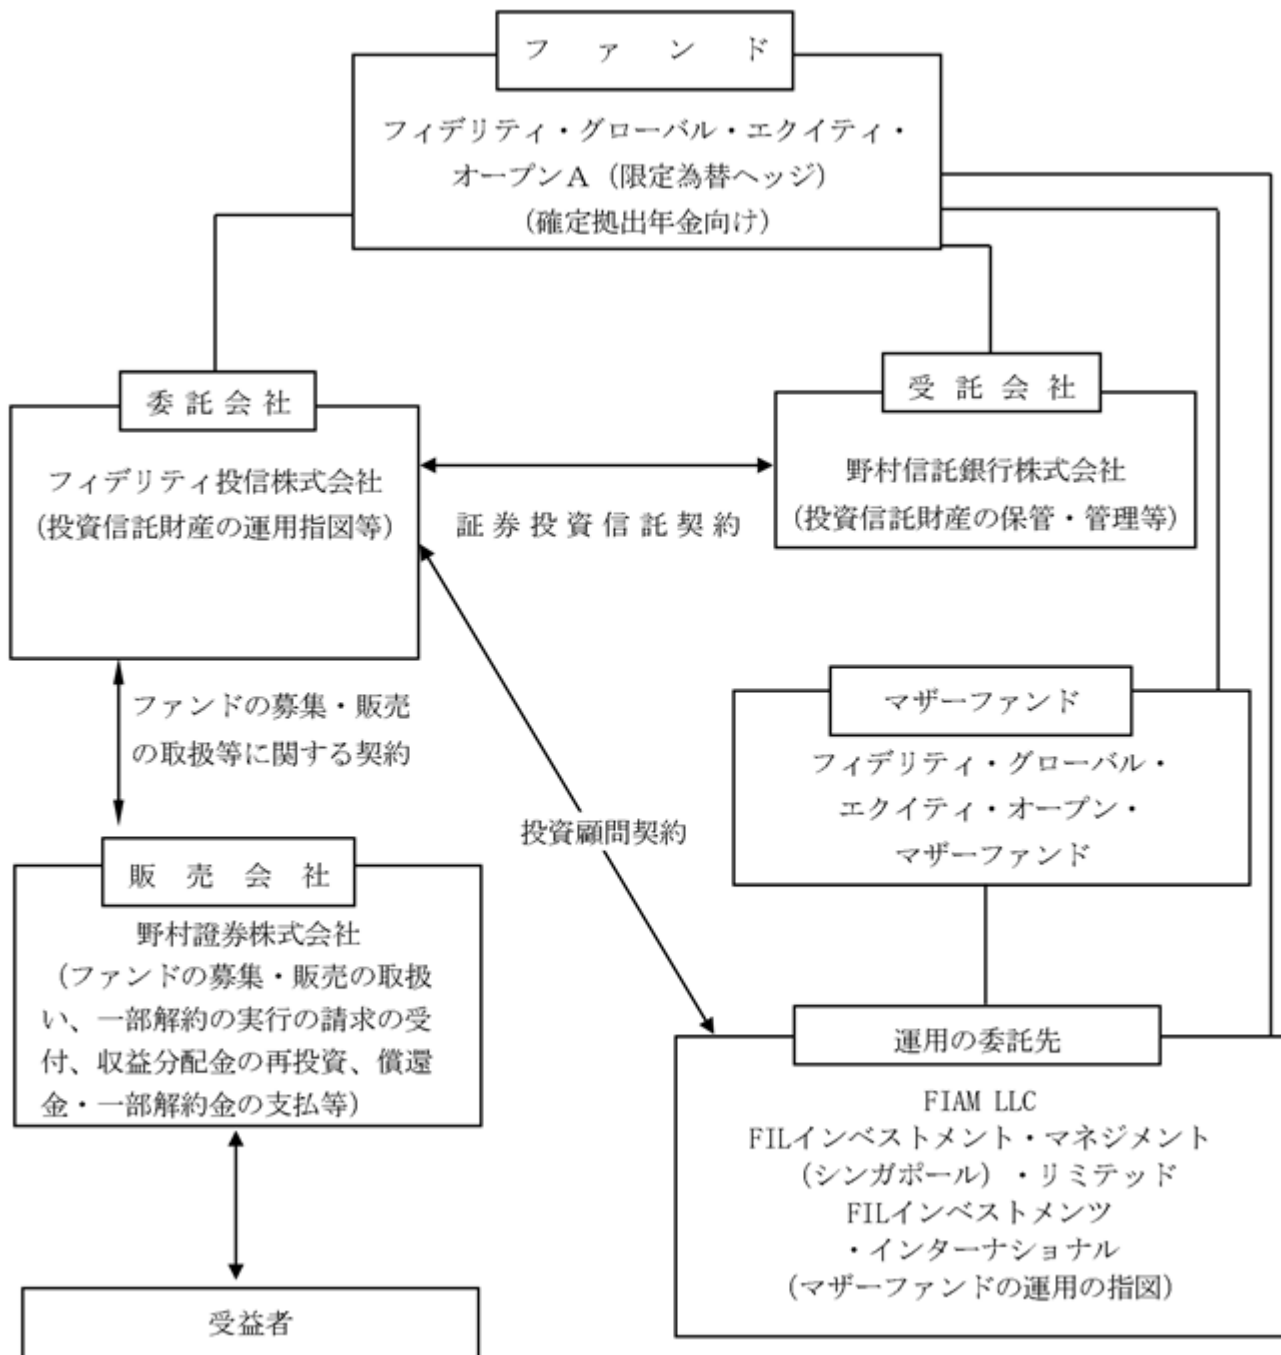 ファンド
フィデリティ・グローバル・エクイティ・
オープンA（限定為替ヘッジ）
（確定拠出年金向け）
委託会社
フィデリティ投信株式会社
（投資信託財産の運用指図等）
証券投資信託契約
受託会社
野村信託銀行株式会社
（投資信託財産の保管・管理等）
ファンドの募集・販売
の取扱等に関する契約
投資顧問契約
マザーファンド
フィデリティ・グローバル・
エクイティ・オープン・
マザーファンド
販売会社
野村證券株式会社
（ファンドの募集・販売の取扱
い、一部解約の実行の請求の受
付、収益分配金の再投資、償還
金・一部解約金の支払等）
運用の委託先
FIAM LLC
FILインベストメント・マネジメント
（シンガポール）・リミテッド
FILインベストメンツ
・インターナショナル
（マザーファンドの運用の指図）
受益者